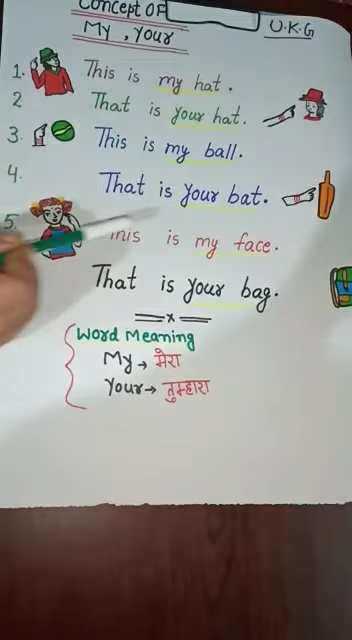 Concept OF
My, your
U.K.G
1. This is my hat.
2 That is your hat.
3. This is my ball.
4. That is your bat.
5. This is my face.
That is your bag.
x
Word Meaning
My → मेरा
Your → तुम्हारा